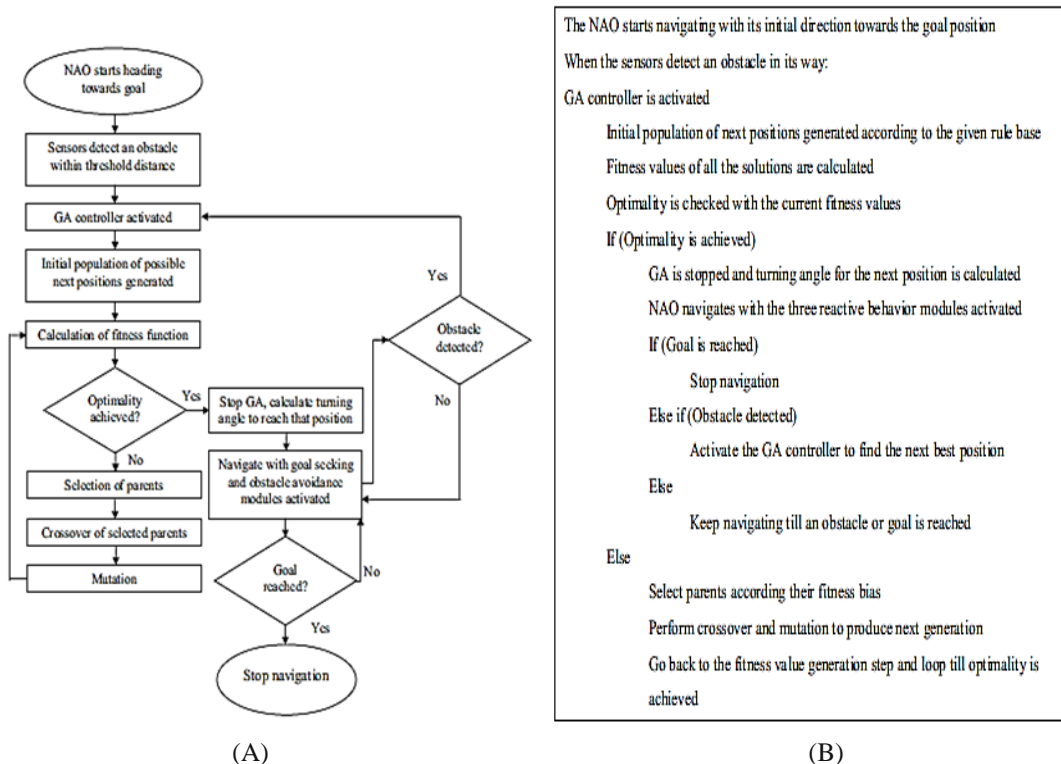 NAO starts heading
towards goal
Sensors detect an obstacle
within threshold distance
GA controller activated
Initial population of possible
next positions generated
Calculation of fitness function
Optimality
achieved?
Yes
No
Selection of parents
Crossover of selected parents
Mutation
Stop GA, calculate turning
angle to reach that position
Navigate with goal seeking
and obstacle avoidance
modules activated
Goal
reached?
No
Yes
Stop navigation
Yes
Obstacle
detected?
No
(A)
The NAO starts navigating with its initial direction towards the goal position
When the sensors detect an obstacle in its way:
GA controller is activated
Initial population of next positions generated according to the given rule base
Fitness values of all the solutions are calculated
Optimality is checked with the current fitness values
If (Optimality is achieved)
GA is stopped and turning angle for the next position is calculated
NAO navigates with the three reactive behavior modules activated
If (Goal is reached)
Stop navigation
Else if (Obstacle detected)
Activate the GA controller to find the next best position
Else
Keep navigating till an obstacle or goal is reached
Else
Select parents according their fitness bias
Perform crossover and mutation to produce next generation
Go back to the fitness value generation step and loop till optimality is
achieved
(B)